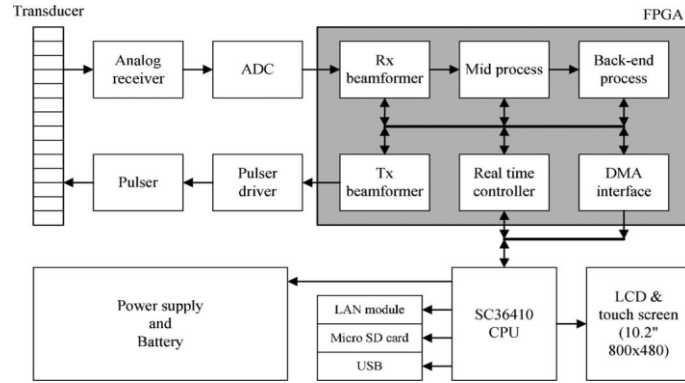 Transducer
FPGA
Analog
receiver
ADC
Rx
beamformer
Mid process
Back-end
process
Pulser
Pulser
driver
Tx
beamformer
Real time
controller
DMA
interface
Power supply
and
Battery
LAN module
Micro SD card
USB
SC36410
CPU
LCD &
touch screen
(10.2"
800x480)